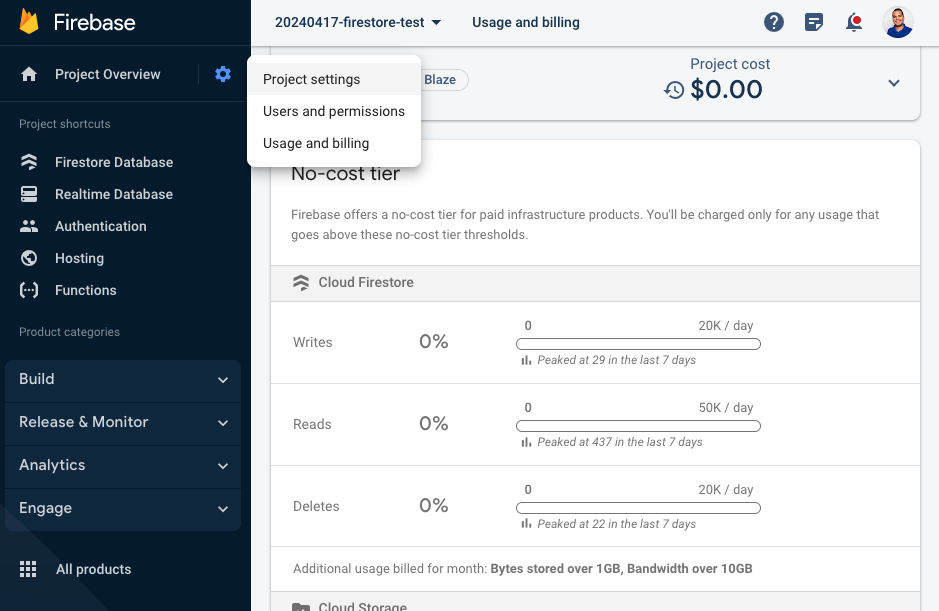 Firebase
20240417-firestore-test
Usage and billing
Project Overview
Project settings
Users and permissions
Usage and billing
Blaze
Project cost
$0.00
Project shortcuts
Firestore Database
Realtime Database
Authentication
Hosting
Functions
Product categories
Build
Release & Monitor
Analytics
Engage
All products
No-cost tier
Firebase offers a no-cost tier for paid infrastructure products. You'll be charged only for any usage that
goes above these no-cost tier thresholds.
Cloud Firestore
Writes
0%
0
20K / day
Peaked at 29 in the last 7 days
Reads
0%
0
50K / day
Peaked at 437 in the last 7 days
Deletes
0%
0
20K / day
Peaked at 22 in the last 7 days
Additional usage billed for month: Bytes stored over 1GB, Bandwidth over 10GB
Cloud Storage